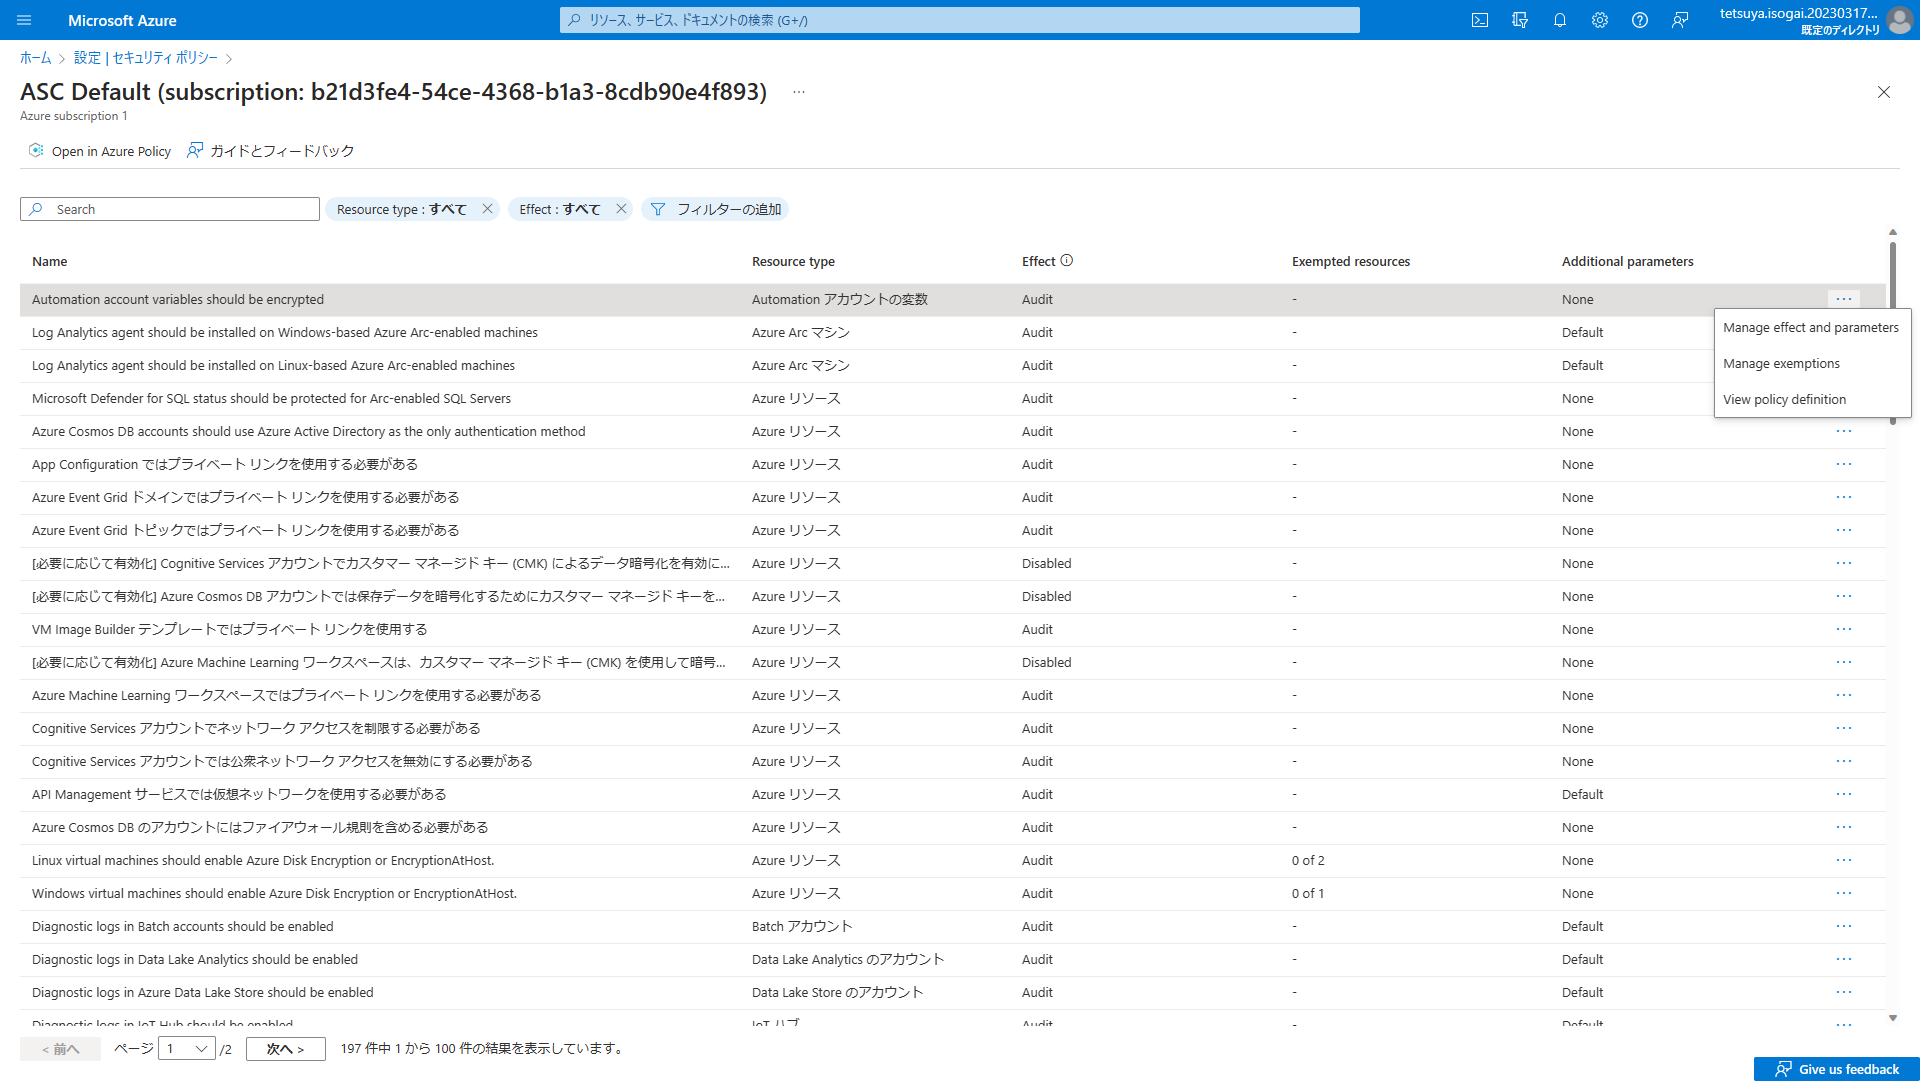 Microsoft Azure
リソース、サービス、ドキュメントの検索 (G+/)
tetsuya.isogai.20230317...
既定のディレクトリ
ホーム > 設定 | セキュリティ ポリシー >
ASC Default (subscription: b21d3fe4-54ce-4368-b1a3-8cdb90e4f893) ...
Azure subscription 1
Open in Azure Policy ガイドとフィードバック
Search Resource type : すべて Effect : すべて フィルターの追加
Name Resource type Effect Exempted resources Additional parameters
Automation account variables should be encrypted Automation アカウントの変数 Audit - None ...
Manage effect and parameters
Log Analytics agent should be installed on Windows-based Azure Arc-enabled machines Azure Arc マシン Audit - Default
Manage exemptions
Log Analytics agent should be installed on Linux-based Azure Arc-enabled machines Azure Arc マシン Audit - Default
View policy definition
Microsoft Defender for SQL status should be protected for Arc-enabled SQL Servers Azure リソース Audit - None
Azure Cosmos DB accounts should use Azure Active Directory as the only authentication method Azure リソース Audit - None ...
App Configuration ではプライベート リンクを使用する必要がある Azure リソース Audit - None ...
Azure Event Grid ドメインではプライベート リンクを使用する必要がある Azure リソース Audit - None ...
Azure Event Grid トピックではプライベート リンクを使用する必要がある Azure リソース Audit - None ...
[必要に応じて有効化] Cognitive Services アカウントでカスタマー マネージド キー (CMK) によるデータ暗号化を有効に... Azure リソース Disabled - None ...
[必要に応じて有効化] Azure Cosmos DB アカウントでは保存データを暗号化するためにカスタマー マネージド キーを... Azure リソース Disabled - None ...
VM Image Builder テンプレートではプライベート リンクを使用する Azure リソース Audit - None ...
[必要に応じて有効化] Azure Machine Learning ワークスペースは、カスタマー マネージド キー (CMK) を使用して暗号... Azure リソース Disabled - None ...
Azure Machine Learning ワークスペースではプライベート リンクを使用する必要がある Azure リソース Audit - None ...
Cognitive Services アカウントでネットワーク アクセスを制限する必要がある Azure リソース Audit - None ...
Cognitive Services アカウントでは公衆ネットワーク アクセスを無効にする必要がある Azure リソース Audit - None ...
API Management サービスでは仮想ネットワークを使用する必要がある Azure リソース Audit - Default ...
Azure Cosmos DB のアカウントにはファイアウォール規則を含める必要がある Azure リソース Audit - None ...
Linux virtual machines should enable Azure Disk Encryption or EncryptionAtHost. Azure リソース Audit 0 of 2 None ...
Windows virtual machines should enable Azure Disk Encryption or EncryptionAtHost. Azure リソース Audit 0 of 1 None ...
Diagnostic logs in Batch accounts should be enabled Batch アカウント Audit - Default ...
Diagnostic logs in Data Lake Analytics should be enabled Data Lake Analytics のアカウント Audit - Default ...
Diagnostic logs in Azure Data Lake Store should be enabled Data Lake Store のアカウント Audit - Default ...
Diagnostic logs in IoT Hub should be enabled IoT ハブ Audit - Default ...
< 前へ ページ 1 /2 次へ > 197 件中 1 から 100 件の結果を表示しています。
Give us feedback